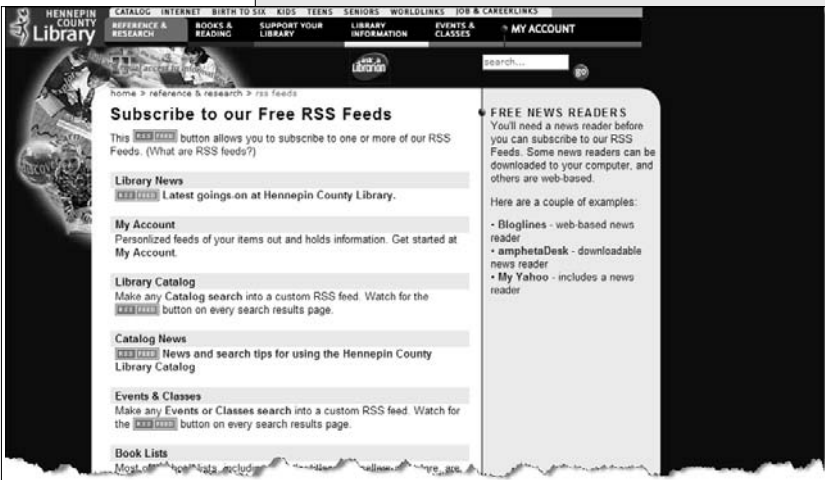 HENNEPIN
COUNTY
Library
CATALOG INTERNET BIRTH TO SIX KIDS TEENS SENIORS WORLDLINKS JOB & CAREERLINKS
REFERENCE &
RESEARCH
BOOKS &
READING
SUPPORT YOUR
LIBRARY
LIBRARY
INFORMATION
EVENTS &
CLASSES
MY ACCOUNT
ask a
Librarian
search...
go
equal access to information
home > reference & research > rss feeds
Subscribe to our Free RSS Feeds
This RSS FEED button allows you to subscribe to one or more of our RSS
Feeds. (What are RSS feeds?)
Library News
RSS FEED Latest goings-on at Hennepin County Library.
My Account
Personlized feeds of your items out and holds information. Get started at
My Account.
Library Catalog
Make any Catalog search into a custom RSS feed. Watch for the
RSS FEED button on every search results page.
Catalog News
RSS FEED News and search tips for using the Hennepin County
Library Catalog
Events & Classes
Make any Events or Classes search into a custom RSS feed. Watch for
the RSS FEED button on every search results page.
Book Lists
FREE NEWS READERS
You'll need a news reader before
you can subscribe to our RSS
Feeds. Some news readers can be
downloaded to your computer, and
others are web-based.
Here are a couple of examples:
• Bloglines - web-based news
reader
• amphetaDesk - downloadable
news reader
• My Yahoo - includes a news
reader